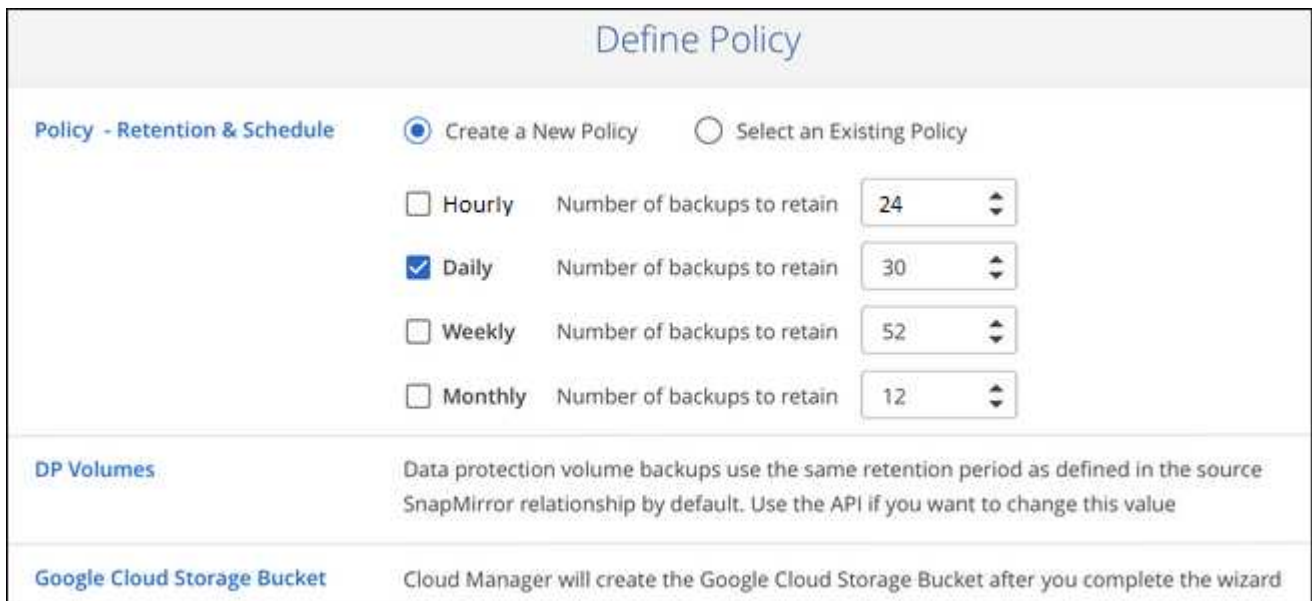 Define Policy
Policy - Retention & Schedule
Create a New Policy
Select an Existing Policy
Hourly Number of backups to retain 24
Daily Number of backups to retain 30
Weekly Number of backups to retain 52
Monthly Number of backups to retain 12
DP Volumes
Data protection volume backups use the same retention period as defined in the source
SnapMirror relationship by default. Use the API if you want to change this value
Google Cloud Storage Bucket
Cloud Manager will create the Google Cloud Storage Bucket after you complete the wizard